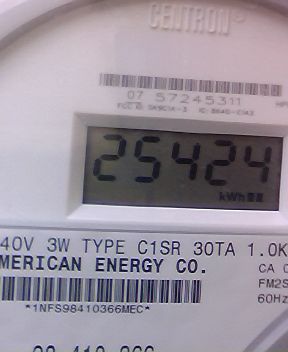 CENTRON®
07 57245311
25424
kWh
40V 3W TYPE C1SR 30TA 1.0K
MERICAN ENERGY CO.
CA
FM2S
60Hz
*1NFS98410366MEC*